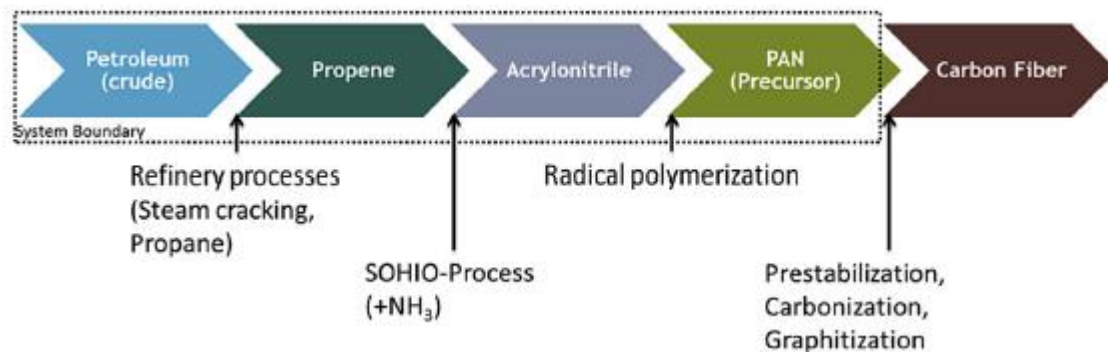 Petroleum
(crude)
Propene
Acrylonitrile
PAN
(Precursor)
Carbon Fiber
System Boundary
Refinery processes
(Steam cracking,
Propane)
Radical polymerization
SOHIO-Process
(+NH₃)
Prestabilization,
Carbonization,
Graphitization